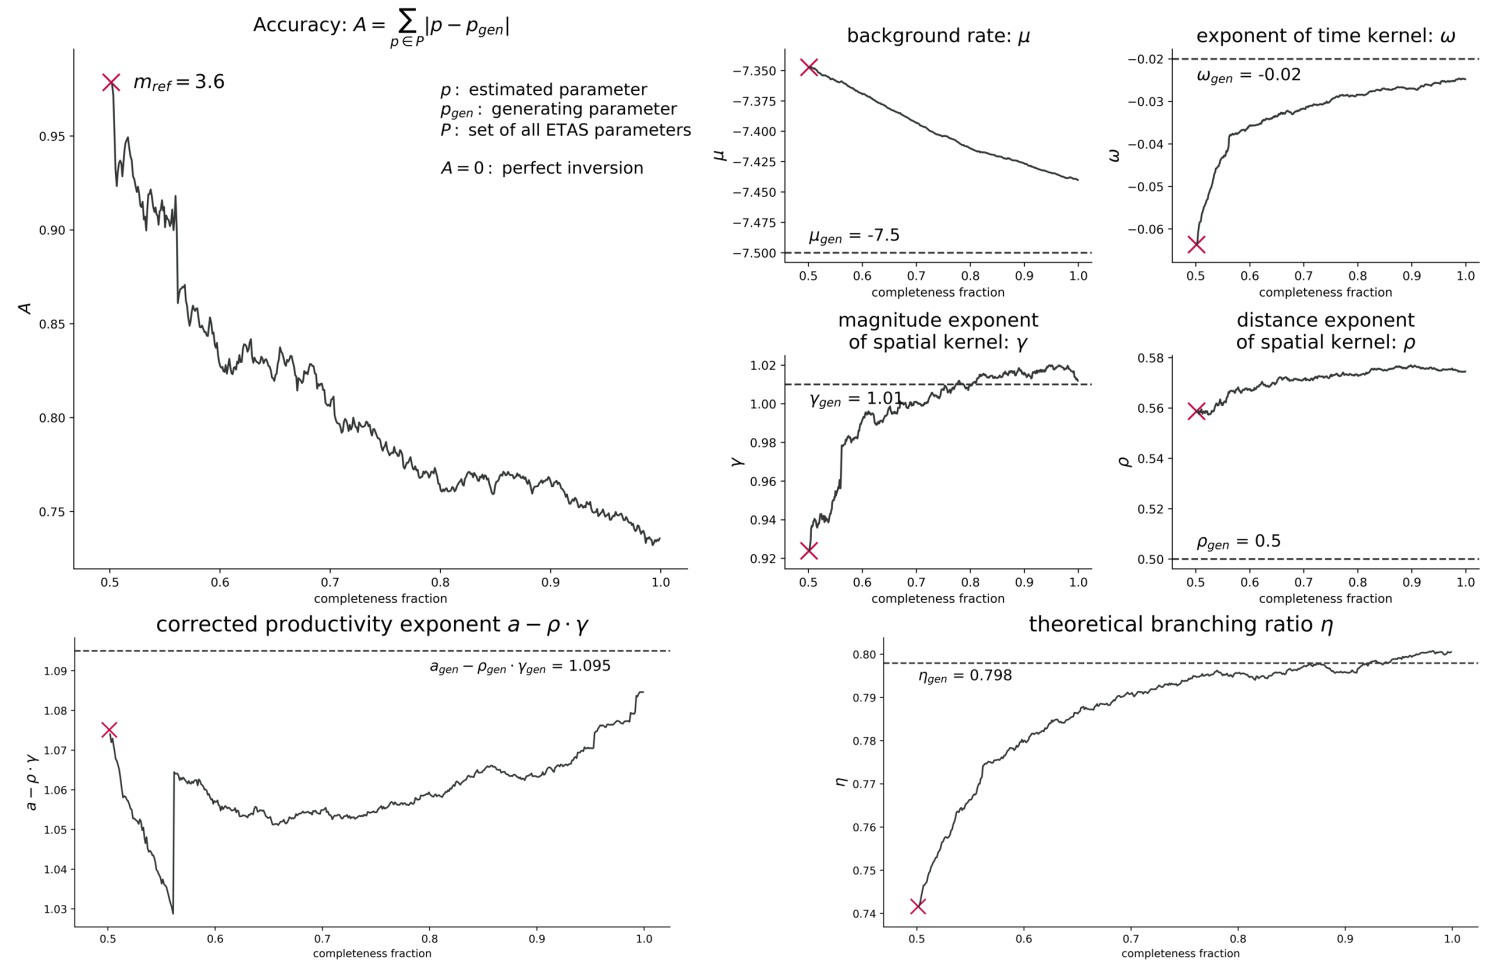 Accuracy: A = ∑ p ∈ P |p − p_gen|
m_ref = 3.6
p : estimated parameter
p_gen : generating parameter
P : set of all ETAS parameters
A = 0 : perfect inversion
A
0.95
0.90
0.85
0.80
0.75
0.5 0.6 0.7 0.8 0.9 1.0
completeness fraction
background rate: μ
μ
−7.350
−7.375
−7.400
−7.425
−7.450
−7.475
−7.500
μ_gen = -7.5
0.5 0.6 0.7 0.8 0.9 1.0
completeness fraction
exponent of time kernel: ω
ω
−0.02
−0.03
−0.04
−0.05
−0.06
ω_gen = -0.02
0.5 0.6 0.7 0.8 0.9 1.0
completeness fraction
magnitude exponent
of spatial kernel: γ
γ
1.02
1.00
0.98
0.96
0.94
0.92
γ_gen = 1.01
0.5 0.6 0.7 0.8 0.9 1.0
completeness fraction
distance exponent
of spatial kernel: ρ
ρ
0.58
0.56
0.54
0.52
0.50
ρ_gen = 0.5
0.5 0.6 0.7 0.8 0.9 1.0
completeness fraction
corrected productivity exponent a − ρ · γ
a − ρ · γ
1.09
1.08
1.07
1.06
1.05
1.04
1.03
a_gen − ρ_gen · γ_gen = 1.095
0.5 0.6 0.7 0.8 0.9 1.0
completeness fraction
theoretical branching ratio η
η
0.80
0.79
0.78
0.77
0.76
0.75
0.74
η_gen = 0.798
0.5 0.6 0.7 0.8 0.9 1.0
completeness fraction